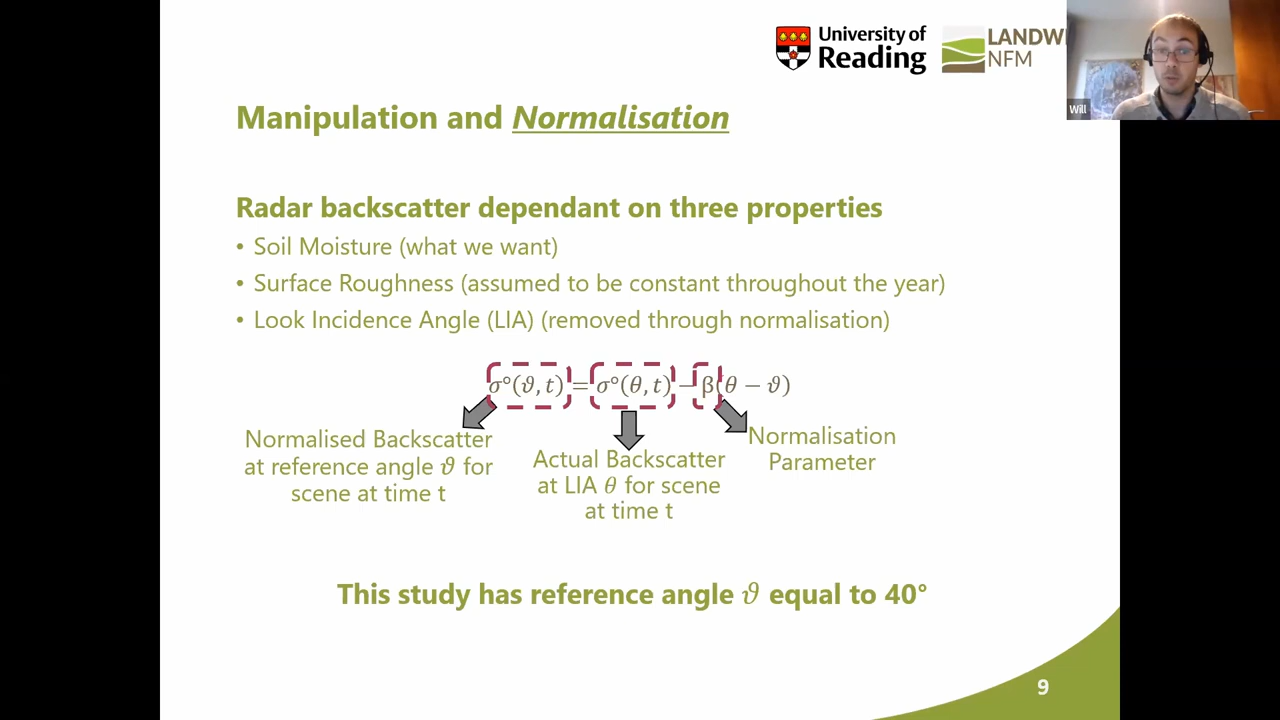 University of
Reading
LANDWI
NFM
Will
Manipulation and Normalisation
Radar backscatter dependant on three properties
• Soil Moisture (what we want)
• Surface Roughness (assumed to be constant throughout the year)
• Look Incidence Angle (LIA) (removed through normalisation)
σ°(ϑ, t) = σ°(θ, t) − β(θ − ϑ)
Normalised Backscatter
at reference angle ϑ for
scene at time t
Actual Backscatter
at LIA θ for scene
at time t
Normalisation
Parameter
This study has reference angle ϑ equal to 40°
9